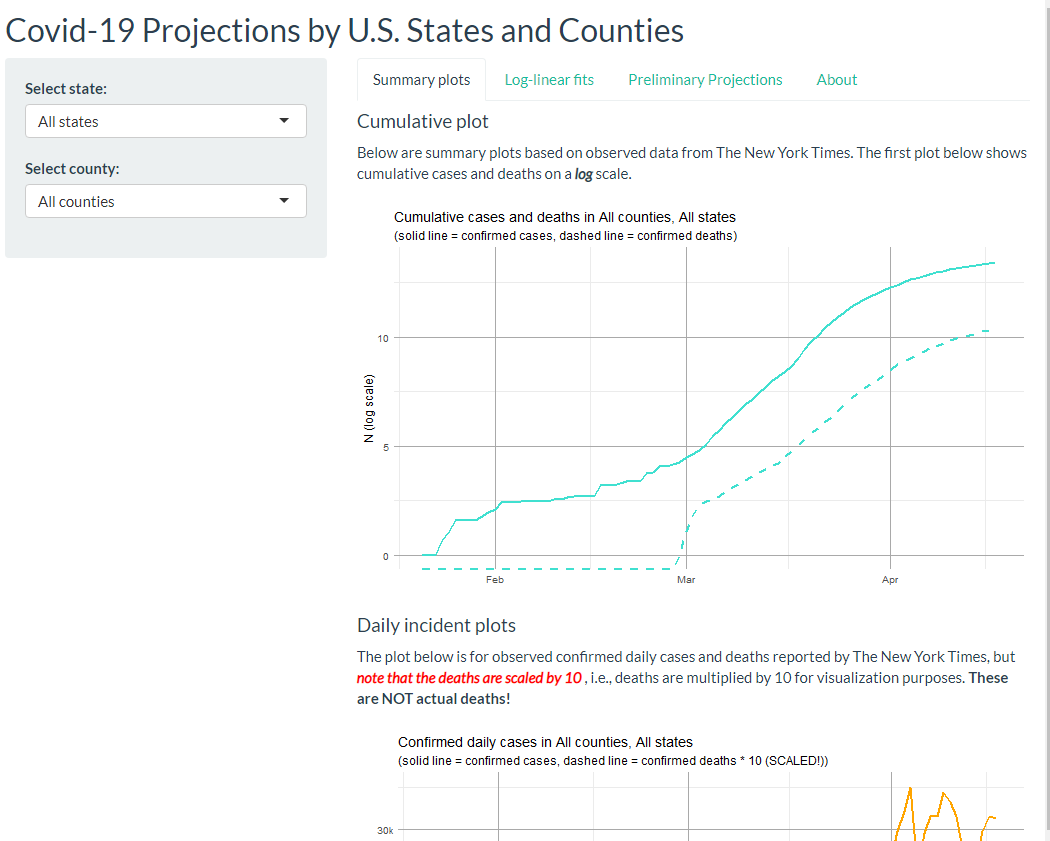 Covid-19 Projections by U.S. States and Counties
Select state:
All states
Select county:
All counties
Summary plots
Log-linear fits
Preliminary Projections
About
Cumulative plot
Below are summary plots based on observed data from The New York Times. The first plot below shows
cumulative cases and deaths on a log scale.
Cumulative cases and deaths in All counties, All states
(solid line = confirmed cases, dashed line = confirmed deaths)
N (log scale)
10
5
0
Feb
Mar
Apr
Daily incident plots
The plot below is for observed confirmed daily cases and deaths reported by The New York Times, but
note that the deaths are scaled by 10 , i.e., deaths are multiplied by 10 for visualization purposes. These
are NOT actual deaths!
Confirmed daily cases in All counties, All states
(solid line = confirmed cases, dashed line = confirmed deaths * 10 (SCALED!))
30k